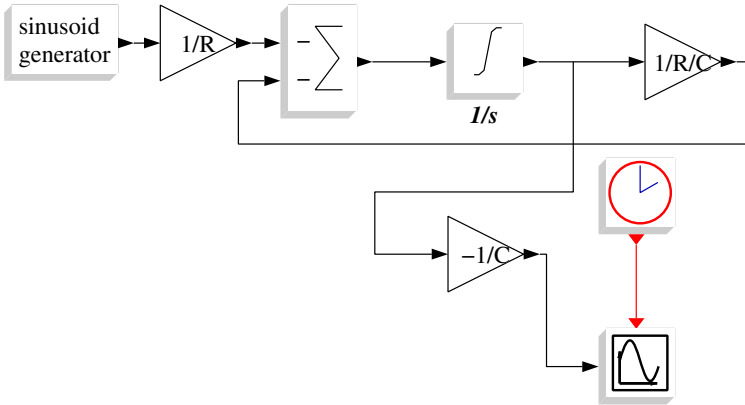 sinusoid
generator
1/R
−
−
1/s
1/R/C
−1/C